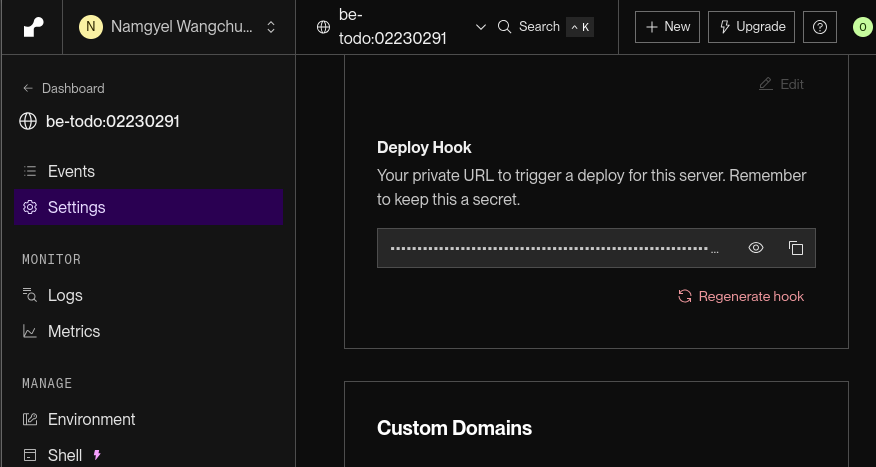 N Namgyel Wangchu...
be-todo:02230291
Search ^ K
+ New
Upgrade
0
← Dashboard
be-todo:02230291
Events
Settings
MONITOR
Logs
Metrics
MANAGE
Environment
Shell
Edit
Deploy Hook
Your private URL to trigger a deploy for this server. Remember
to keep this a secret.
••••••••••••••••••••••••••••••••••••••••••••••••••••••••••••...
Regenerate hook
Custom Domains